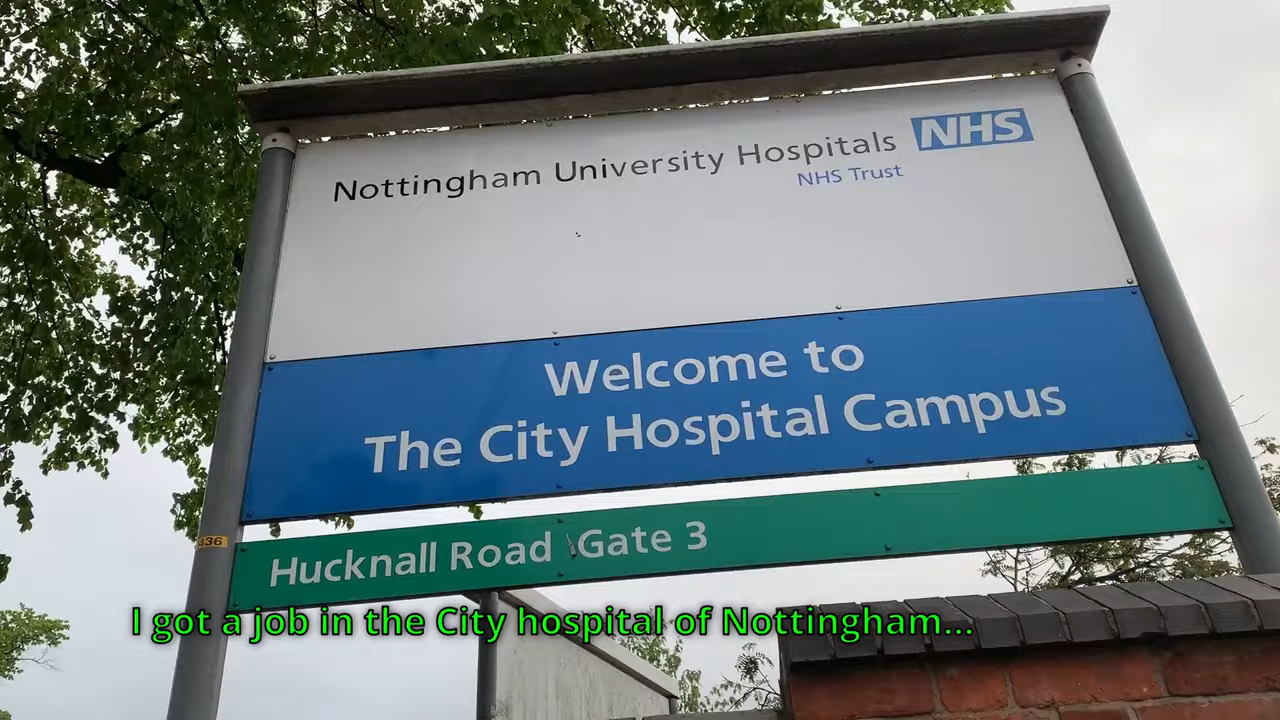 Nottingham University Hospitals NHS
NHS Trust
Welcome to
The City Hospital Campus
Hucknall Road Gate 3
336
I got a job in the City hospital of Nottingham...